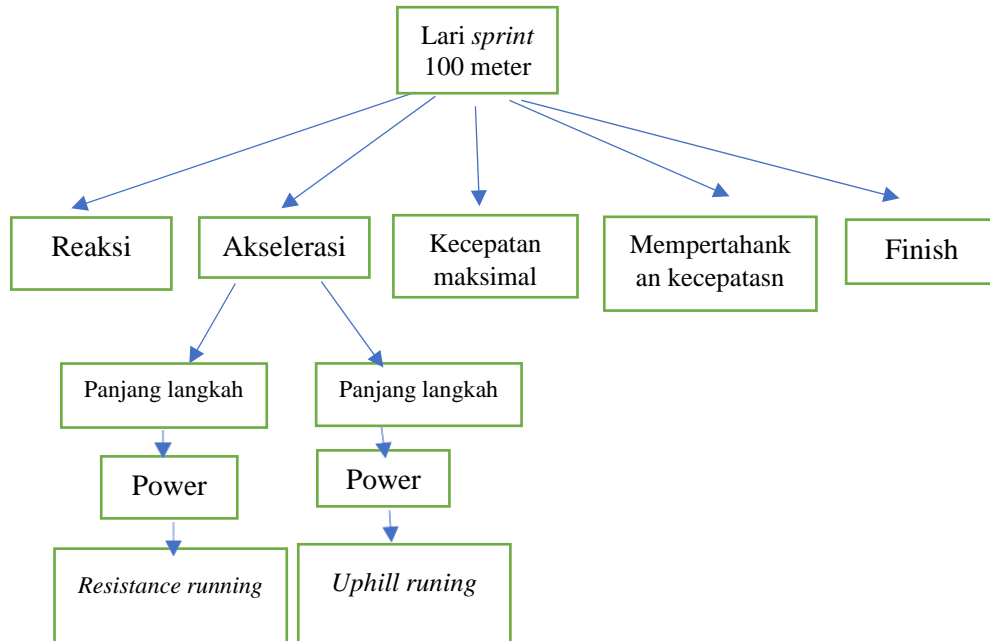 Lari sprint
100 meter
Reaksi
Akselerasi
Kecepatan
maksimal
Mempertahank
an kecepatasn
Finish
Panjang langkah
Panjang langkah
Power
Power
Resistance running
Uphill runing